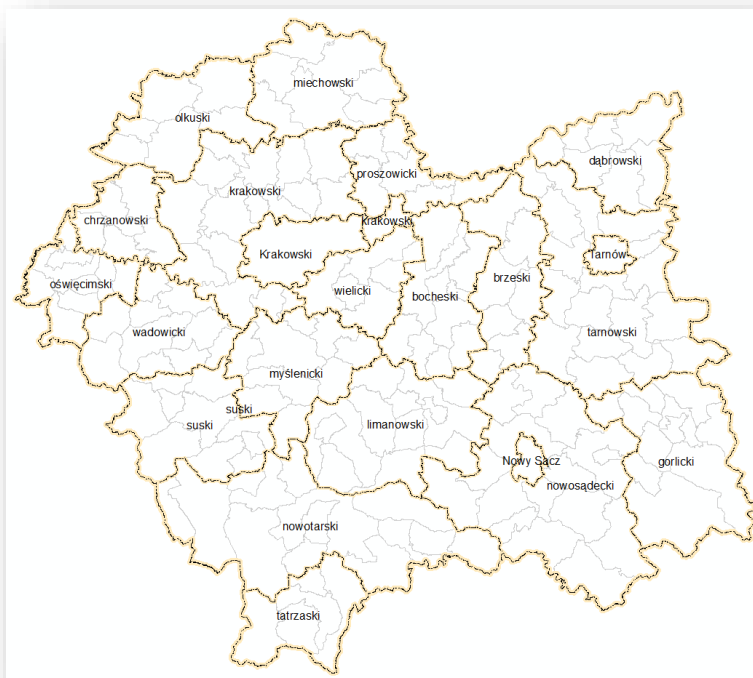 miechowski
olkuski
dąbrowski
proszowicki
krakowski
chrzanowski
krakowski
Krakowski
Tarnów
brzeski
oświęcimski
wielicki
bocheski
wadowicki
tarnowski
myślenicki
suski
suski
limanowski
Nowy Sącz
gorlicki
nowosądecki
nowotarski
tatrzaski